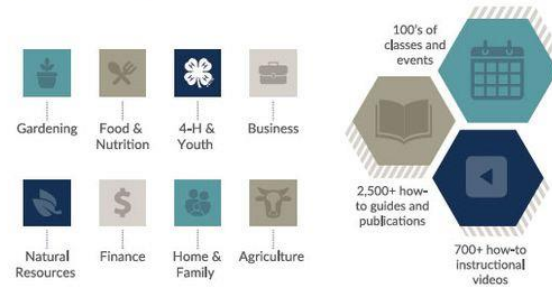 Gardening
Food &
Nutrition
4-H &
Youth
Business
Natural
Resources
Finance
Home &
Family
Agriculture
100's of
classes and
events
2,500+ how-
to guides and
publications
700+ how-to
instructional
videos